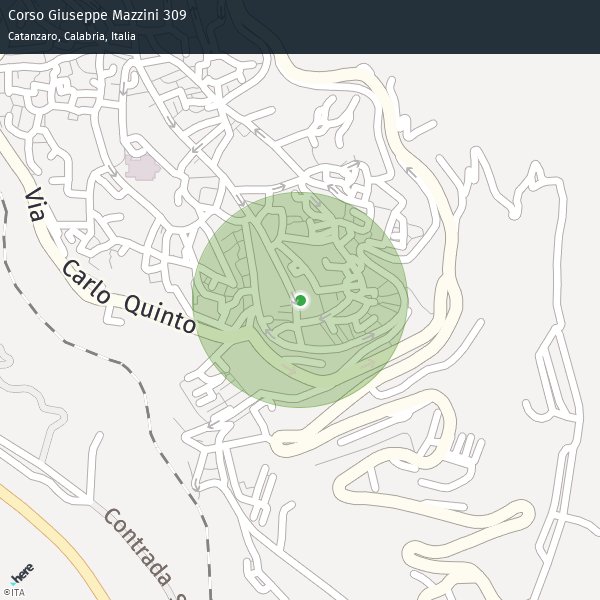 Corso Giuseppe Mazzini 309
Catanzaro, Calabria, Italia
Via
Carlo Quinto
Contrada
here
©ITA